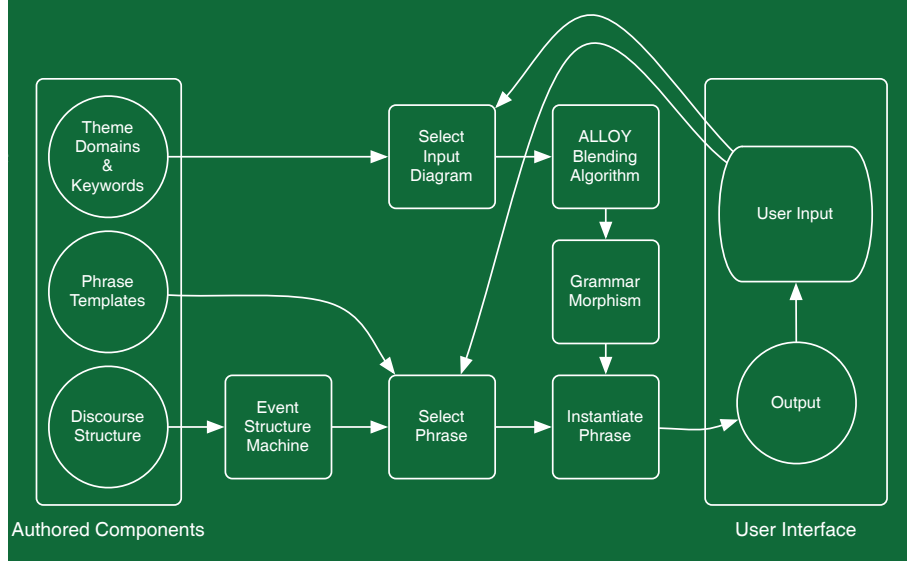 Theme
Domains
&
Keywords
Select
Input
Diagram
ALLOY
Blending
Algorithm
User Input
Phrase
Templates
Grammar
Morphism
Discourse
Structure
Event
Structure
Machine
Select
Phrase
Instantiate
Phrase
Output
Authored Components
User Interface